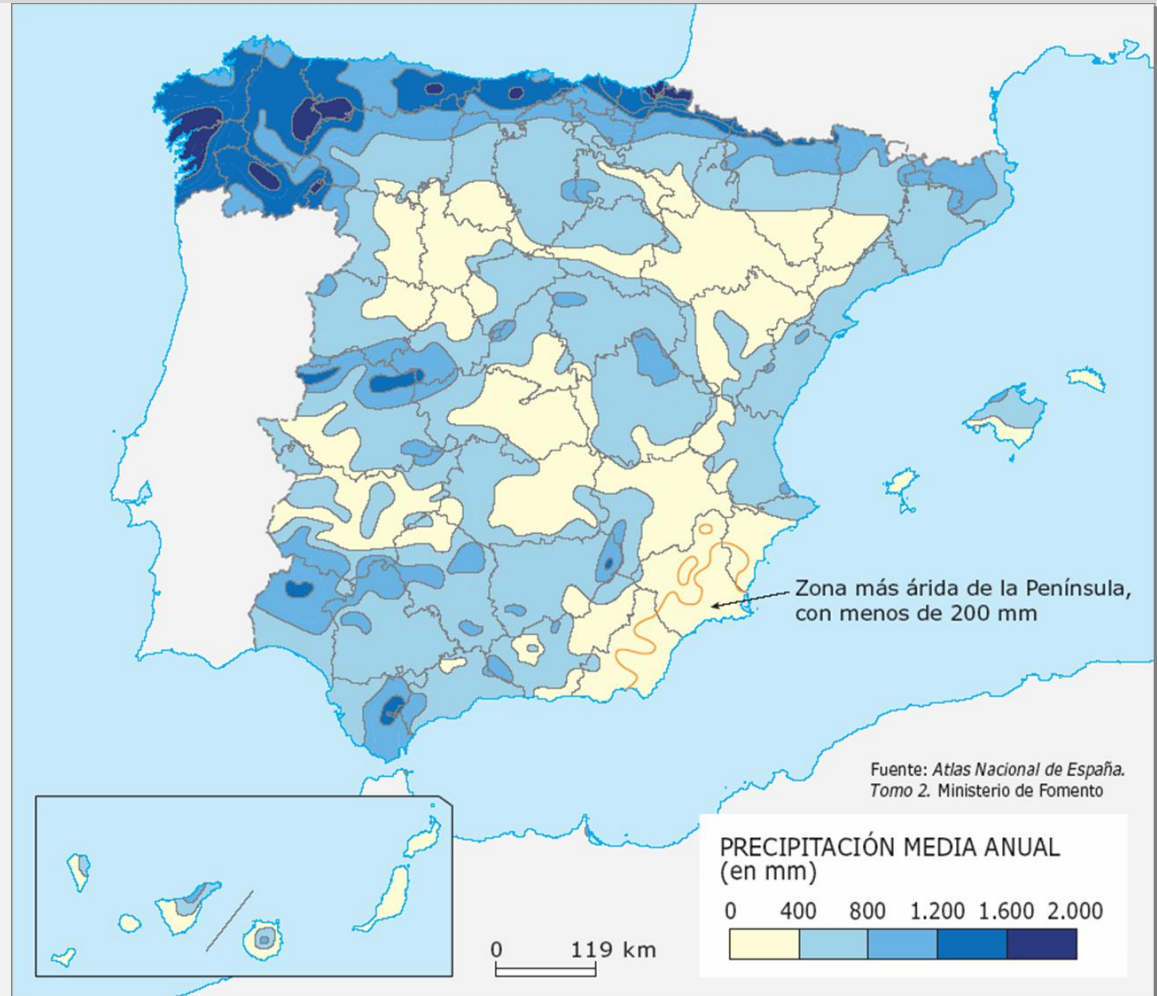 Zona más árida de la Península,
con menos de 200 mm
Fuente: Atlas Nacional de España.
Tomo 2. Ministerio de Fomento
PRECIPITACIÓN MEDIA ANUAL
(en mm)
0 400 800 1.200 1.600 2.000
0 119 km